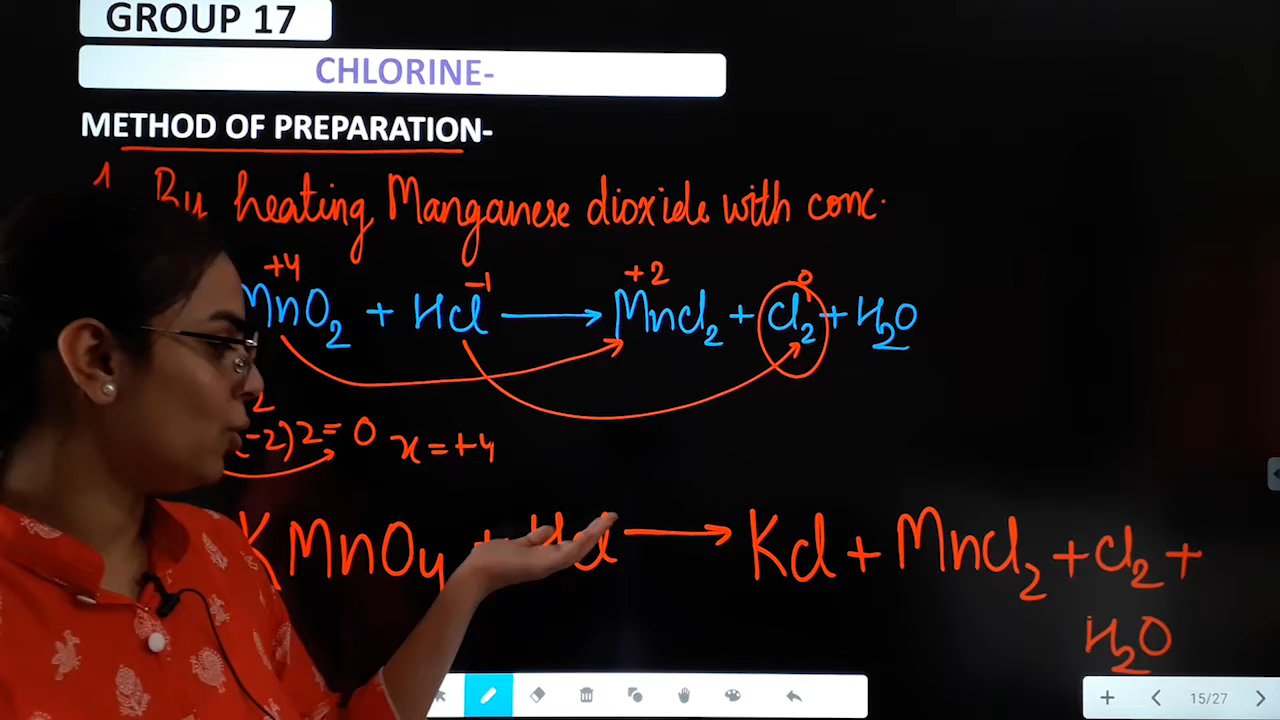 GROUP 17
CHLORINE-
METHOD OF PREPARATION-
1. By heating Manganese dioxide with conc.
+4 -1 +2 0
MnO2 + HCl → MnCl2 + Cl2 + H2O
2
-2)2=0 x=+4
KMnO4 + HCl → KCl + MnCl2 + Cl2 +
H2O
15/27